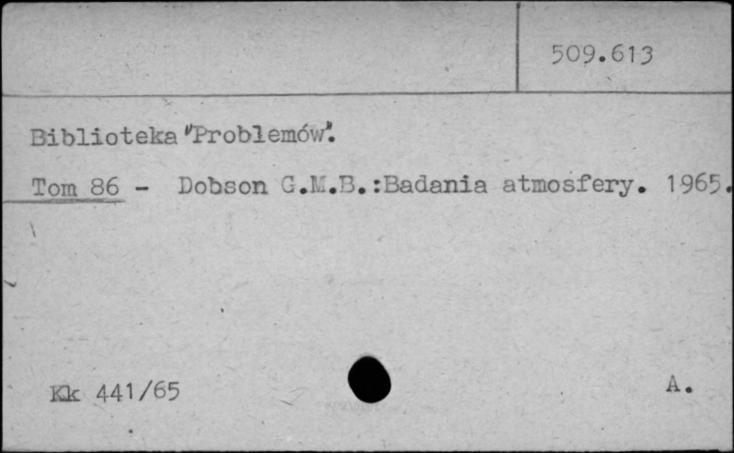 509.613
Biblioteka "Problemów".
Tom 86 - Dobson G.M.B.:Badania atmosfery. 1965.
Kk 441/65 A.